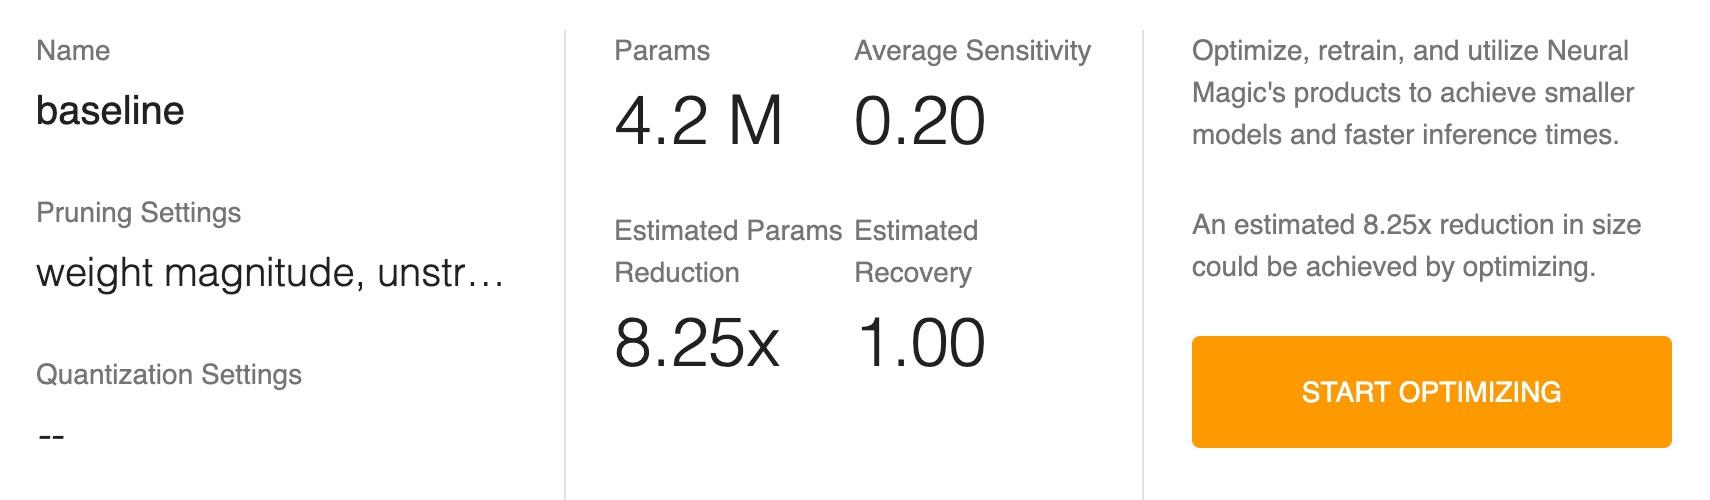 Name
baseline
Pruning Settings
weight magnitude, unstr...
Quantization Settings
--
Params
4.2 M
Average Sensitivity
0.20
Estimated Params
Reduction
8.25x
Estimated
Recovery
1.00
Optimize, retrain, and utilize Neural
Magic's products to achieve smaller
models and faster inference times.
An estimated 8.25x reduction in size
could be achieved by optimizing.
START OPTIMIZING